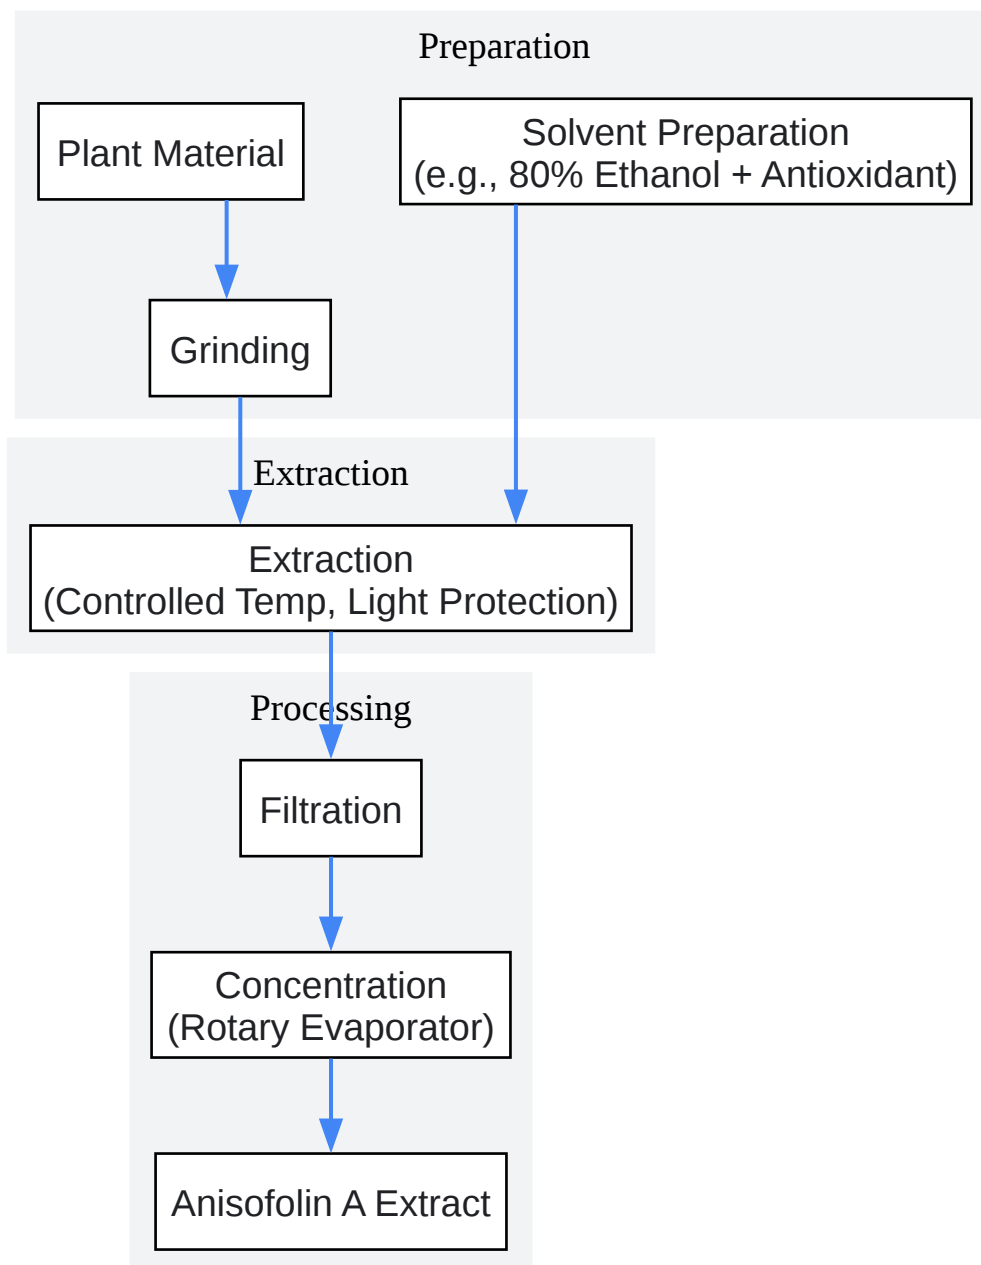 Preparation
Plant Material
Solvent Preparation
(e.g., 80% Ethanol + Antioxidant)
Grinding
Extraction
Extraction
(Controlled Temp, Light Protection)
Processing
Filtration
Concentration
(Rotary Evaporator)
Anisofolin A Extract